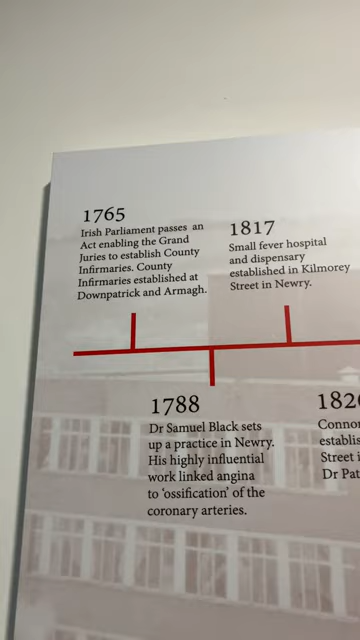 1765
Irish Parliament passes an
Act enabling the Grand
Juries to establish County
Infirmaries. County
Infirmaries established at
Downpatrick and Armagh.
1817
Small fever hospital
and dispensary
established in Kilmorey
Street in Newry.
1788
Dr Samuel Black sets
up a practice in Newry.
His highly influential
work linked angina
to ‘ossification’ of the
coronary arteries.
Street
Dr